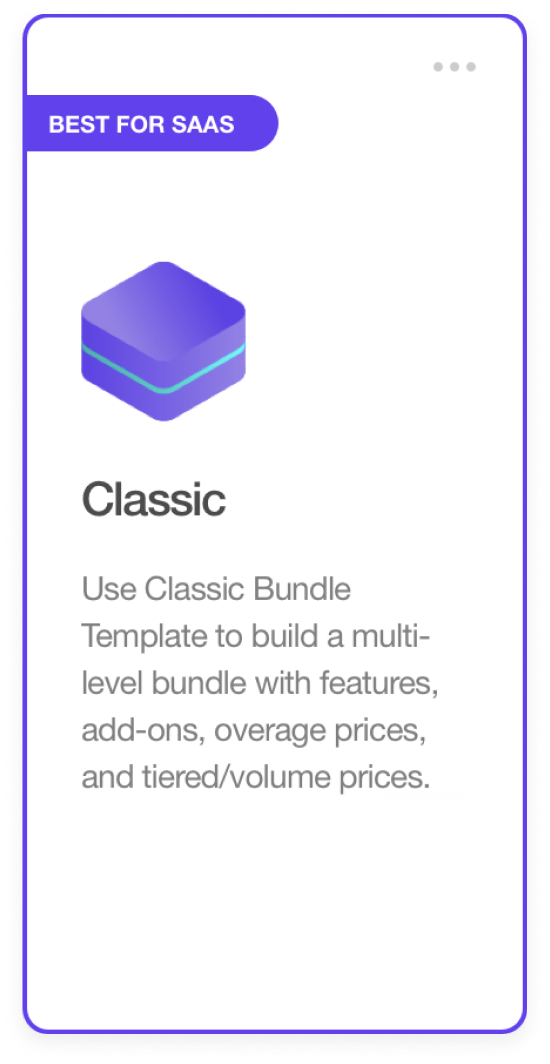 BEST FOR SAAS
Classic
Use Classic Bundle
Template to build a multi-
level bundle with features,
add-ons, overage prices,
and tiered/volume prices.